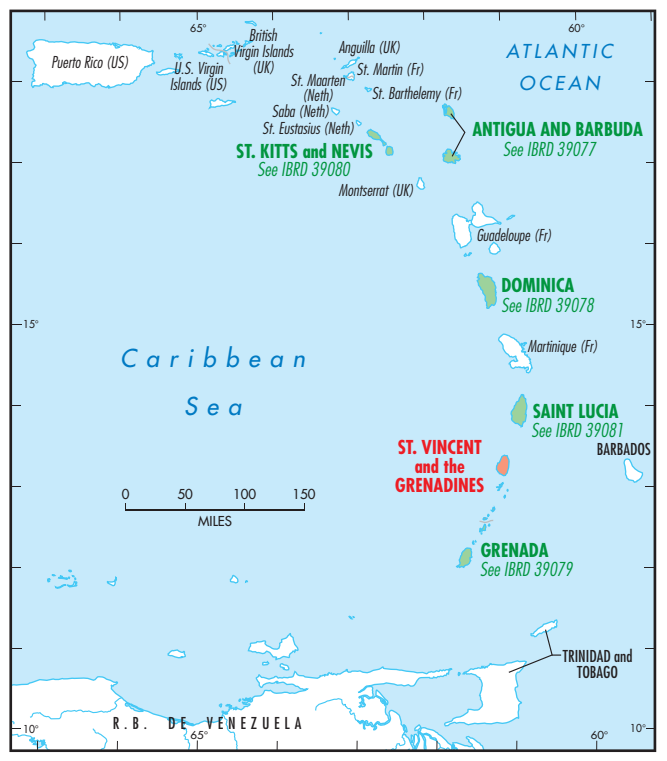 65°
60°
British
Virgin Islands
(UK)
Anguilla (UK)
ATLANTIC
OCEAN
Puerto Rico (US)
U.S. Virgin
Islands (US)
St. Martin (Fr)
St. Maarten
(Neth)
St. Barthelemy (Fr)
Saba (Neth)
St. Eustasius (Neth)
ANTIGUA AND BARBUDA
See IBRD 39077
ST. KITTS and NEVIS
See IBRD 39080
Montserrat (UK)
Guadeloupe (Fr)
DOMINICA
See IBRD 39078
15°
15°
Martinique (Fr)
Caribbean
Sea
SAINT LUCIA
See IBRD 39081
ST. VINCENT
and the
GRENADINES
BARBADOS
0 50 100 150
MILES
GRENADA
See IBRD 39079
TRINIDAD and
TOBAGO
R.B. DE VENEZUELA
10°
10°
65°
60°